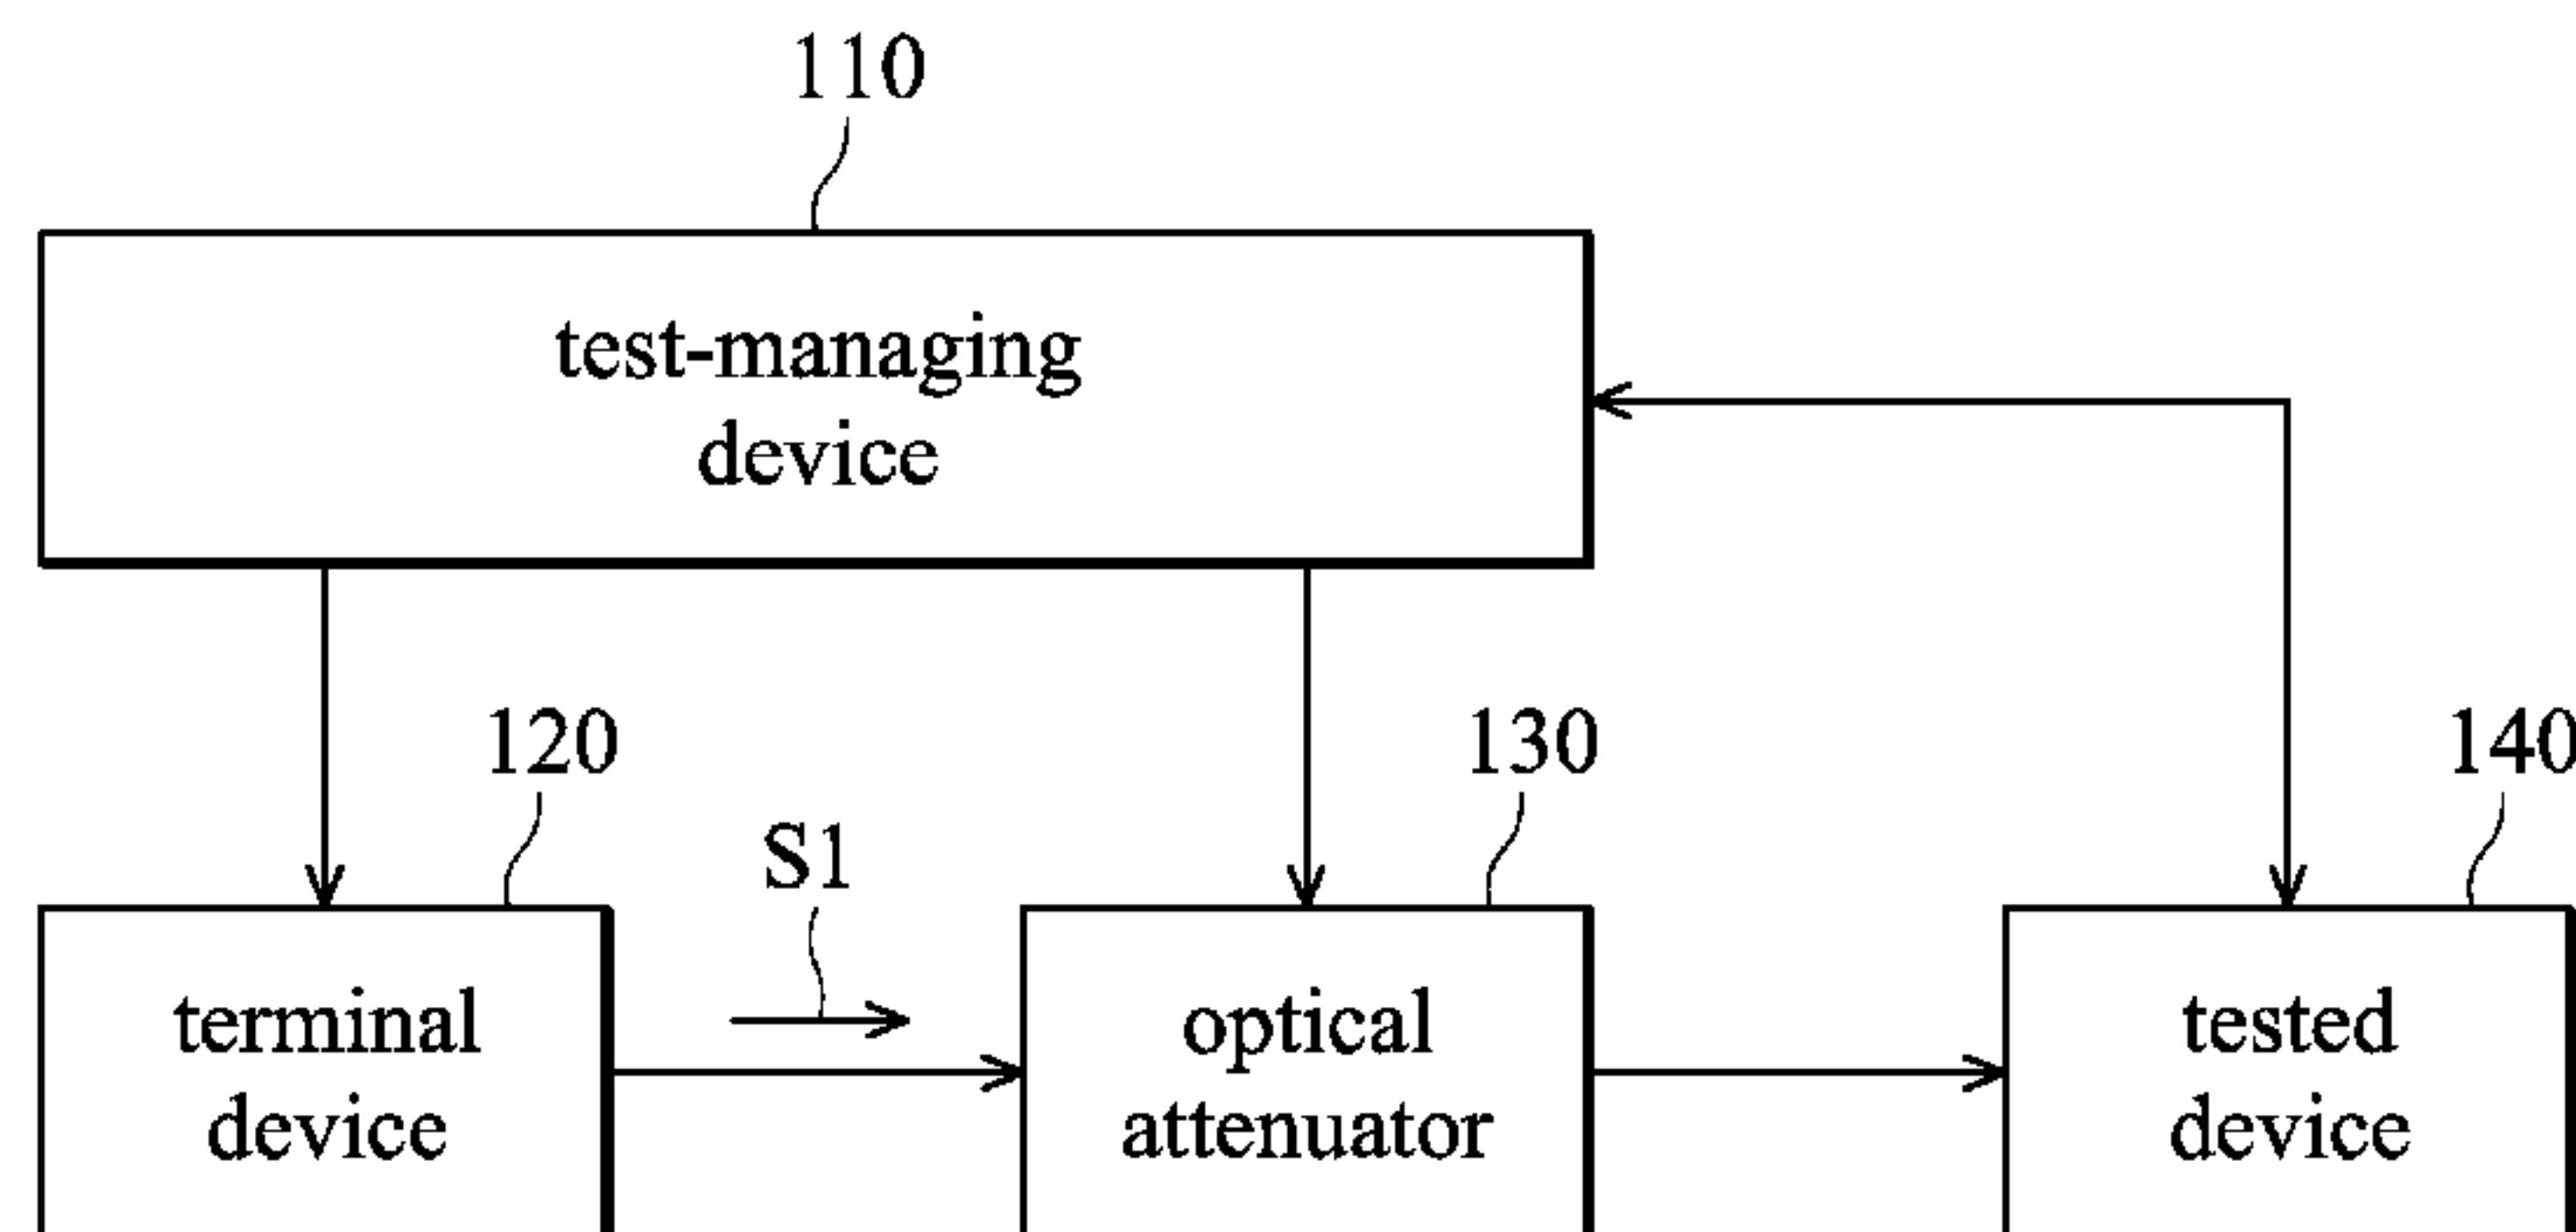 110
test-managing
device
120
130
140
S1
terminal
device
optical
attenuator
tested
device